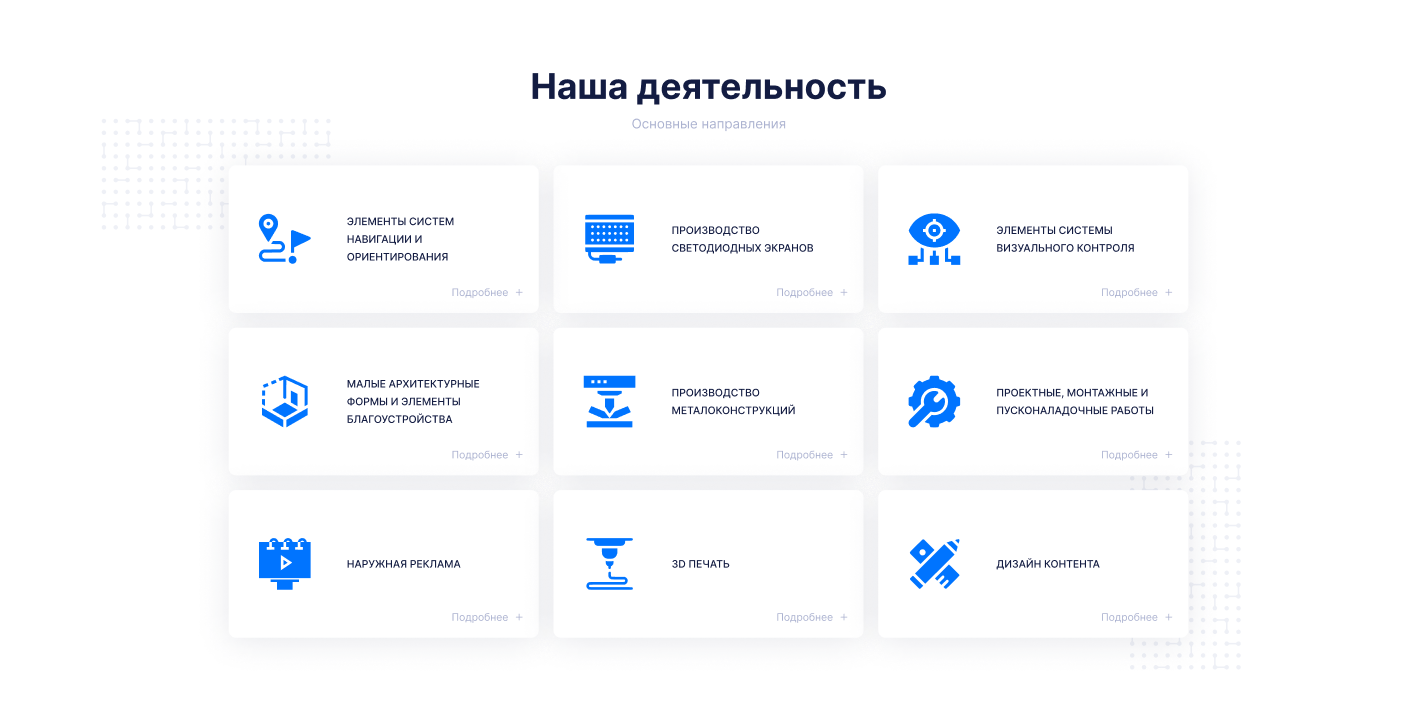 Наша деятельность
Основные направления
ЭЛЕМЕНТЫ СИСТЕМ
НАВИГАЦИИ И
ОРИЕНТИРОВАНИЯ
Подробнее +
ПРОИЗВОДСТВО
СВЕТОДИОДНЫХ ЭКРАНОВ
Подробнее +
ЭЛЕМЕНТЫ СИСТЕМЫ
ВИЗУАЛЬНОГО КОНТРОЛЯ
Подробнее +
МАЛЫЕ АРХИТЕКТУРНЫЕ
ФОРМЫ И ЭЛЕМЕНТЫ
БЛАГОУСТРОЙСТВА
Подробнее +
ПРОИЗВОДСТВО
МЕТАЛОКОНСТРУКЦИЙ
Подробнее +
ПРОЕКТНЫЕ, МОНТАЖНЫЕ И
ПУСКОНАЛАДОЧНЫЕ РАБОТЫ
Подробнее +
НАРУЖНАЯ РЕКЛАМА
Подробнее +
3D ПЕЧАТЬ
Подробнее +
ДИЗАЙН КОНТЕНТА
Подробнее +